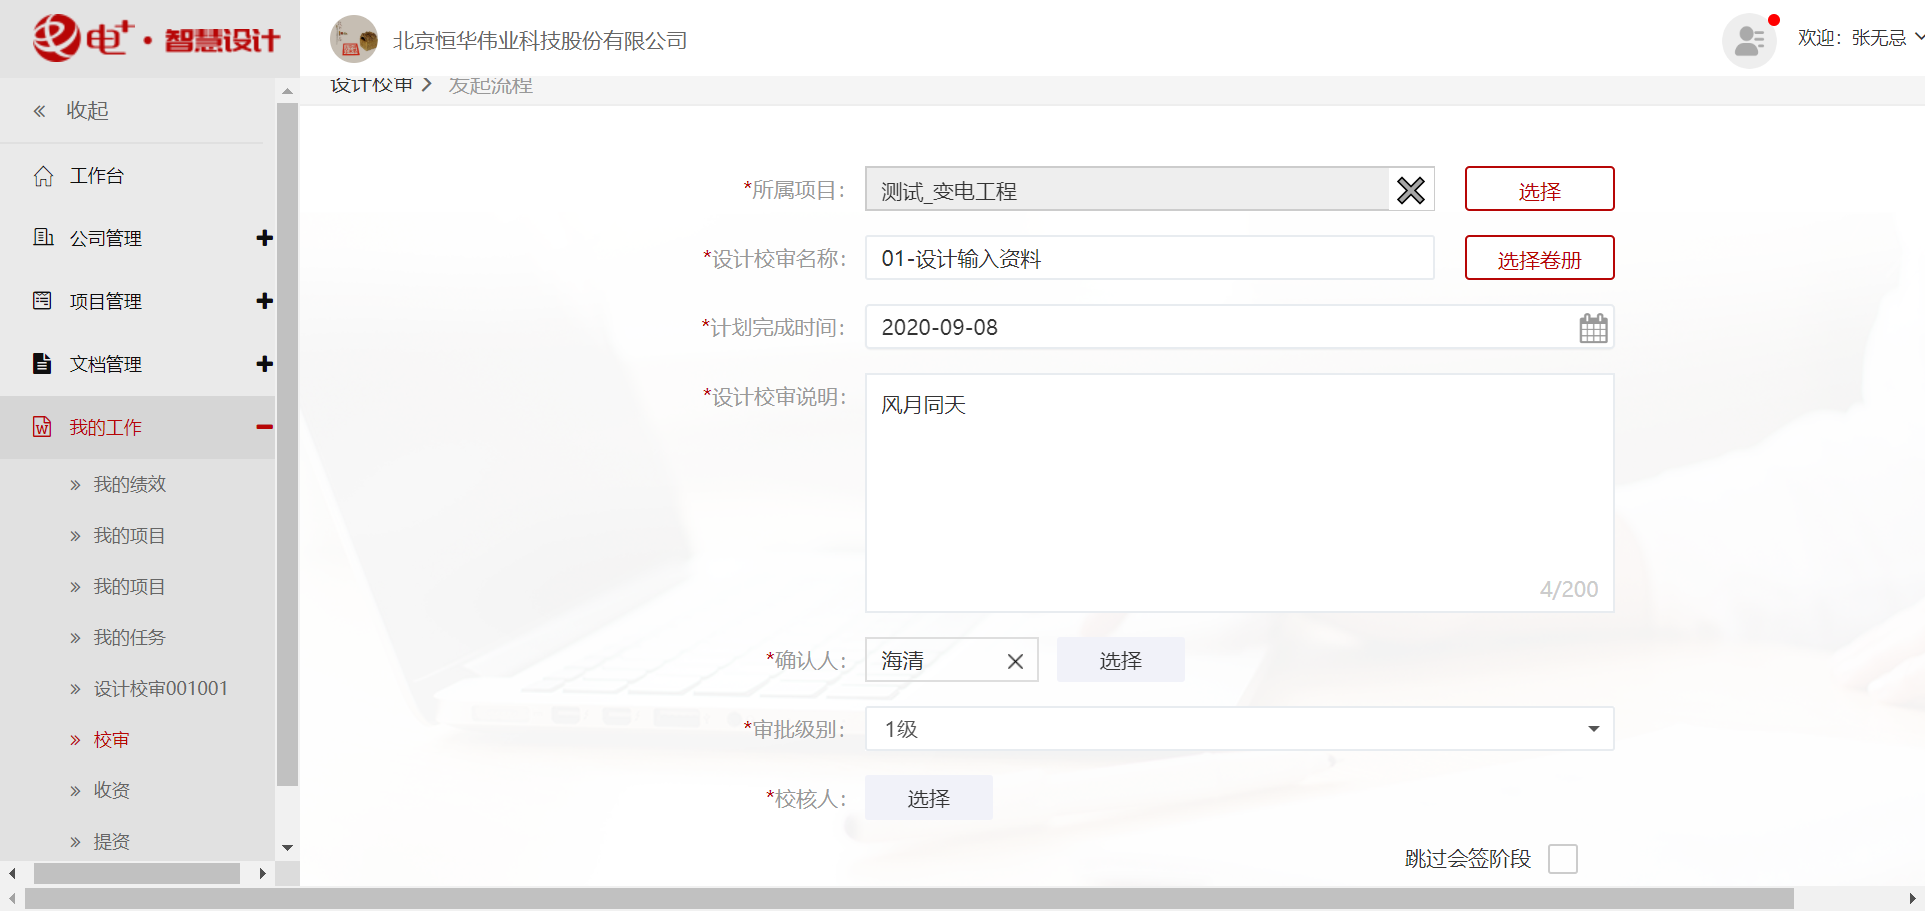 电+·智慧设计
北京恒华伟业科技股份有限公司
欢迎：张无忌
设计校审 发起流程
收起
工作台
公司管理
项目管理
文档管理
我的工作
我的绩效
我的项目
我的项目
我的任务
设计校审001001
校审
收资
提资
*所属项目： 测试_变电工程 选择
*设计校审名称： 01-设计输入资料 选择卷册
*计划完成时间： 2020-09-08
*设计校审说明： 风月同天
4/200
*确认人： 海清 选择
*审批级别： 1级
*校核人： 选择
跳过会签阶段